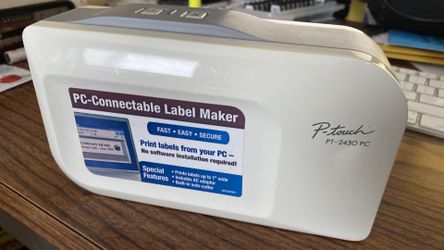 PC-Connectable Label Maker
FAST • EASY • SECURE
Print labels from your PC –
No software installation required!
Special
Features
• Prints labels up to 1" wide
• Includes AC adapter
• Built-in auto-cutter
P-touch
PT-2430 PC